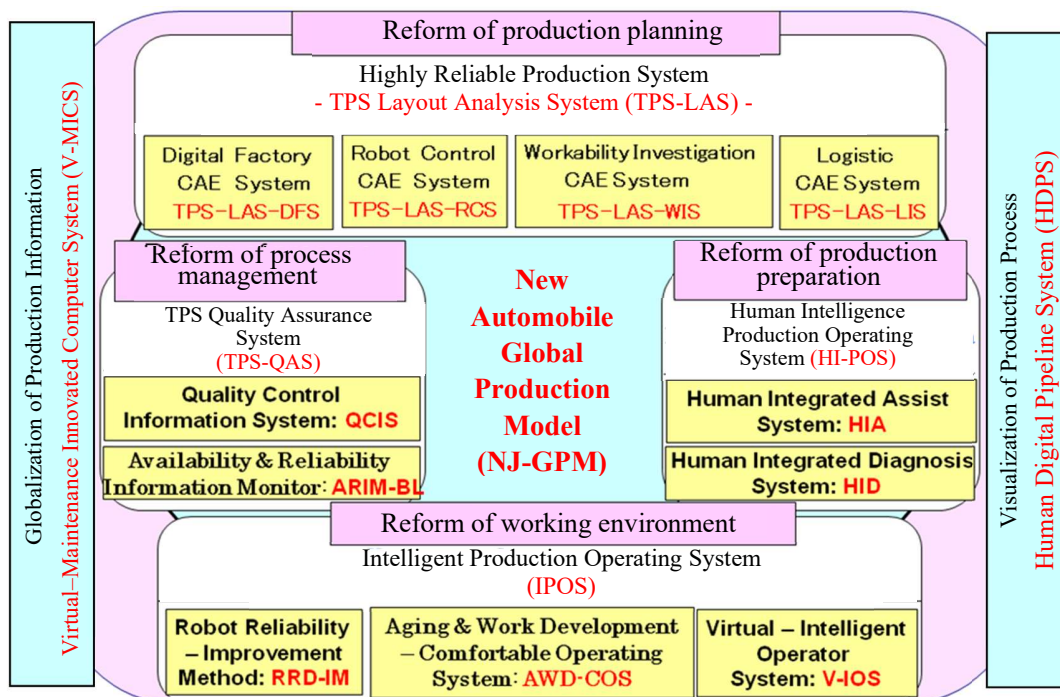 Globalization of Production Information
Virtual–Maintenance Innovated Computer System (V-MICS)
Reform of production planning
Highly Reliable Production System
- TPS Layout Analysis System (TPS-LAS) -
Digital Factory
CAE System
TPS-LAS-DFS
Robot Control
CAE System
TPS-LAS-RCS
Workability Investigation
CAE System
TPS-LAS-WIS
Logistic
CAE System
TPS-LAS-LIS
Reform of process
management
TPS Quality Assurance
System
(TPS-QAS)
Quality Control
Information System: QCIS
Availability & Reliability
Information Monitor: ARIM-BL
New
Automobile
Global
Production
Model
(NJ-GPM)
Reform of production
preparation
Human Intelligence
Production Operating
System (HI-POS)
Human Integrated Assist
System: HIA
Human Integrated Diagnosis
System: HID
Reform of working environment
Intelligent Production Operating System
(IPOS)
Robot Reliability
– Improvement
Method: RRD-IM
Aging & Work Development
– Comfortable Operating
System: AWD-COS
Virtual – Intelligent
Operator
System: V-IOS
Visualization of Production Process
Human Digital Pipeline System (HDPS)